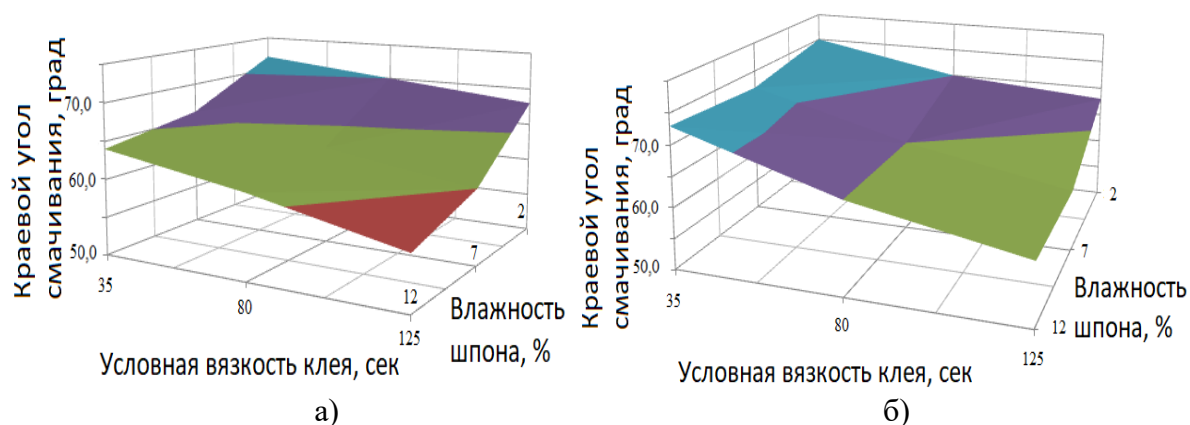 Краевой угол
смачивания, град
70,0
60,0
50,0
35
80
125
2
7
12
Влажность
шпона, %
Условная вязкость клея, сек
а)
Краевой угол
смачивания, град
70,0
60,0
50,0
35
80
125
2
7
12
Влажность
шпона, %
Условная вязкость клея, сек
б)